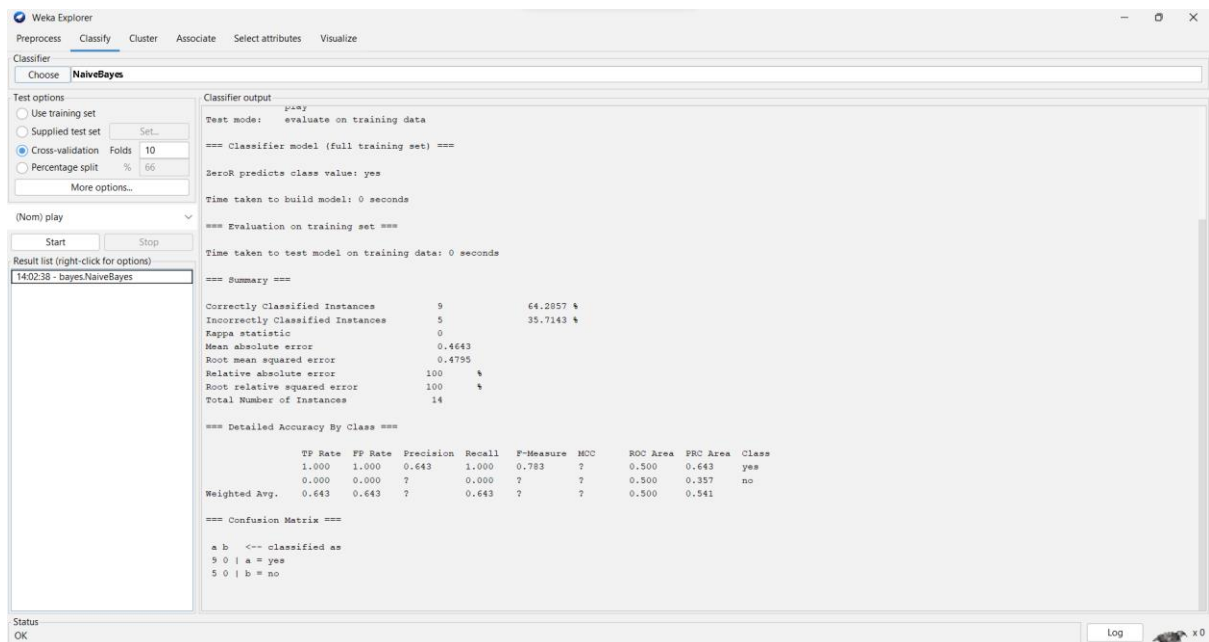 Weka Explorer
Preprocess Classify Cluster Associate Select attributes Visualize
Classifier
Choose NaiveBayes
Test options
Use training set
Supplied test set Set...
Cross-validation Folds 10
Percentage split % 66
More options...
(Nom) play
Start Stop
Result list (right-click for options)
14:02:38 - bayes.NaiveBayes
Classifier output
play
Test mode: evaluate on training data
=== Classifier model (full training set) ===
ZeroR predicts class value: yes
Time taken to build model: 0 seconds
=== Evaluation on training set ===
Time taken to test model on training data: 0 seconds
=== Summary ===
Correctly Classified Instances 9 64.2857 %
Incorrectly Classified Instances 5 35.7143 %
Kappa statistic 0
Mean absolute error 0.4643
Root mean squared error 0.4795
Relative absolute error 100 %
Root relative squared error 100 %
Total Number of Instances 14
=== Detailed Accuracy By Class ===
TP Rate FP Rate Precision Recall F-Measure MCC ROC Area PRC Area Class
1.000 1.000 0.643 1.000 0.783 ? 0.500 0.643 yes
0.000 0.000 ? 0.000 ? ? 0.500 0.357 no
Weighted Avg. 0.643 0.643 ? 0.643 ? ? 0.500 0.541
=== Confusion Matrix ===
a b <-- classified as
9 0 | a = yes
5 0 | b = no
Status
OK
Log x 0